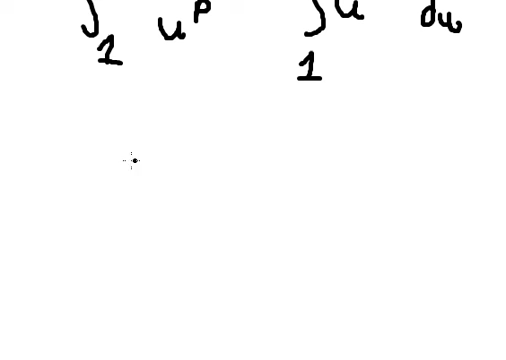 ∫ u^p ∫ u du
1 1